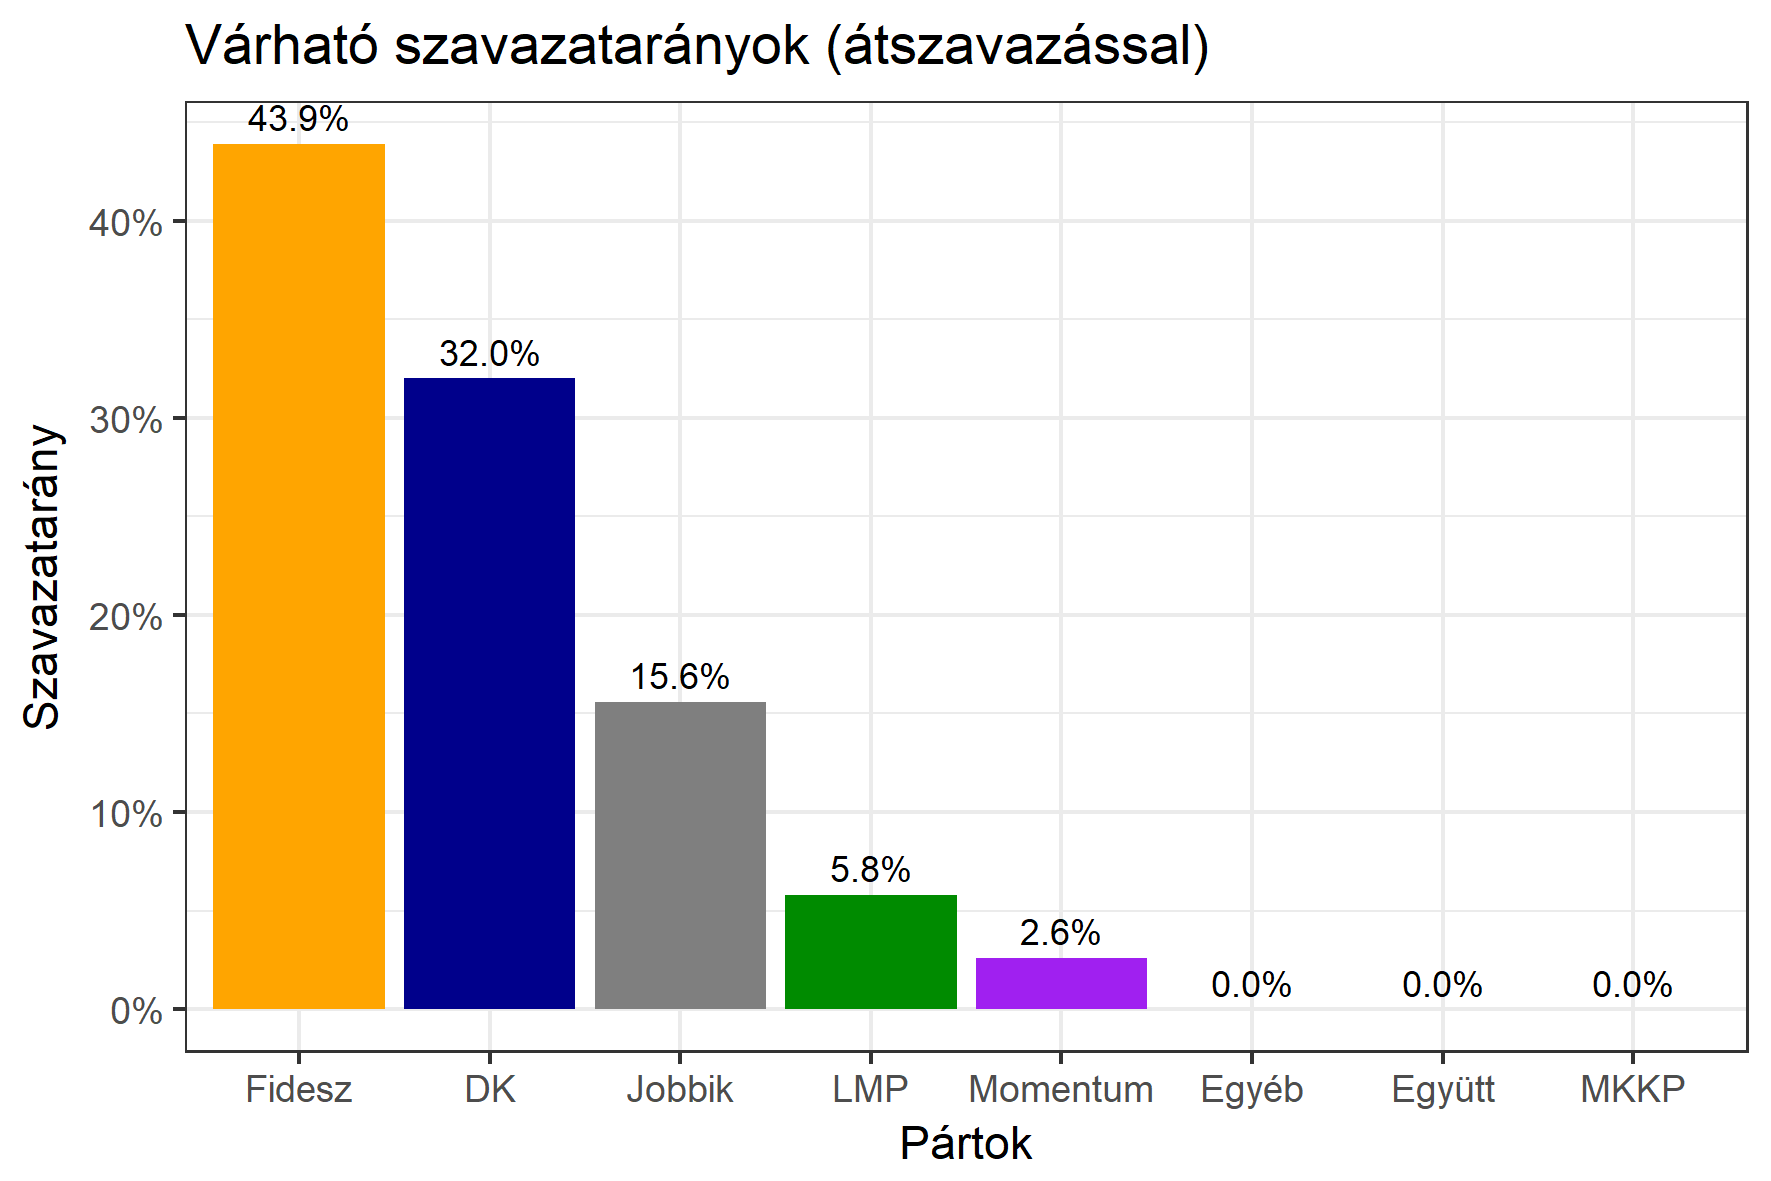 Várható szavazatarányok (átszavazással)
43.9%
32.0%
15.6%
5.8%
2.6%
0.0% 0.0% 0.0%
40%
30%
20%
10%
0%
Szavazatarány
Fidesz DK Jobbik LMP Momentum Egyéb Együtt MKKP
Pártok